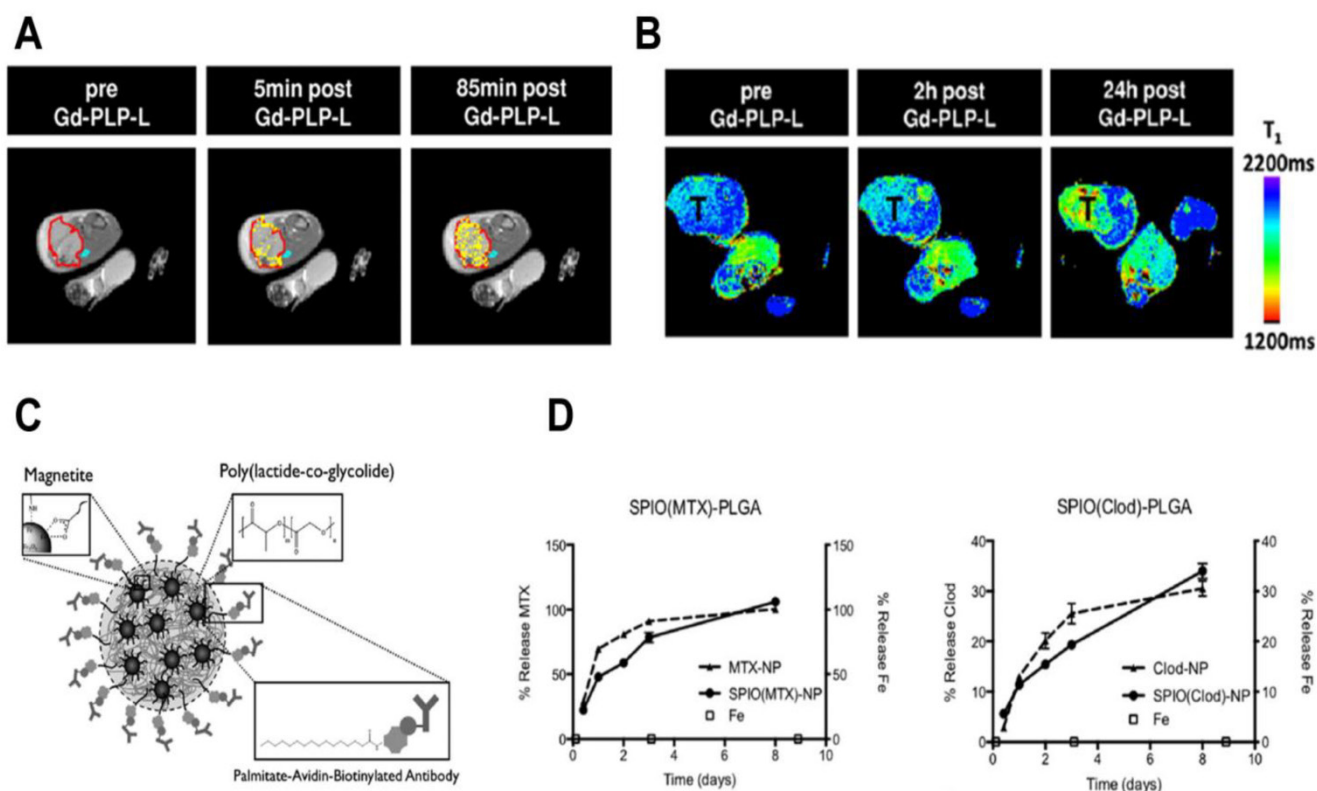 A
pre
Gd-PLP-L
5min post
Gd-PLP-L
85min post
Gd-PLP-L
B
pre
Gd-PLP-L
2h post
Gd-PLP-L
24h post
Gd-PLP-L
T₁
2200ms
1200ms
T
T
T
C
Magnetite
Poly(lactide-co-glycolide)
Palmitate-Avidin-Biotinylated Antibody
D
SPIO(MTX)-PLGA
% Release MTX
150
100
50
0
150
100
50
0
% Release Fe
MTX-NP
SPIO(MTX)-NP
Fe
0 2 4 6 8 10
Time (days)
SPIO(Clod)-PLGA
% Release Clod
40
30
20
10
0
40
30
20
10
0
% Release Fe
Clod-NP
SPIO(Clod)-NP
Fe
0 2 4 6 8 10
Time (days)